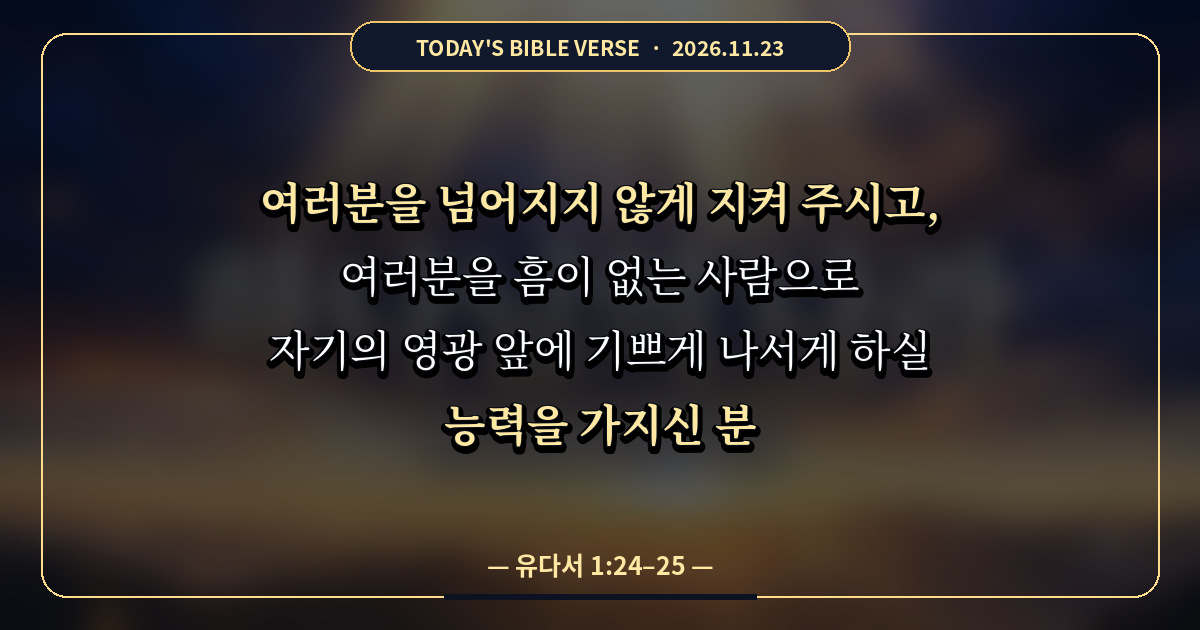 TODAY'S BIBLE VERSE · 2026.11.23
여러분을 넘어지지 않게 지켜 주시고,
여러분을 흠이 없는 사람으로
자기의 영광 앞에 기쁘게 나서게 하실
능력을 가지신 분
— 유다서 1:24–25 —